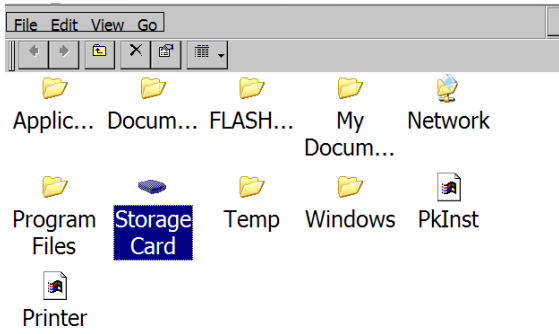 File Edit View Go
Applic... Docum... FLASH... My Docum... Network
Program Files Storage Card Temp Windows PkInst
Printer